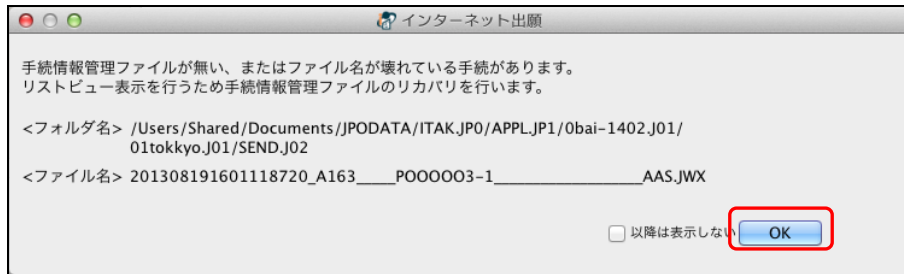 インターネット出願
手続情報管理ファイルが無い、またはファイル名が壊れている手続があります。
リストビュー表示を行うため手続情報管理ファイルのリカバリを行います。
<フォルダ名> /Users/Shared/Documents/JPODATA/ITAK.JP0/APPL.JP1/0bai-1402.J01/
01tokkyo.J01/SEND.J02
<ファイル名> 201308191601118720_A163_____POOOOO3-1____________________AAS.JWX
以降は表示しない OK